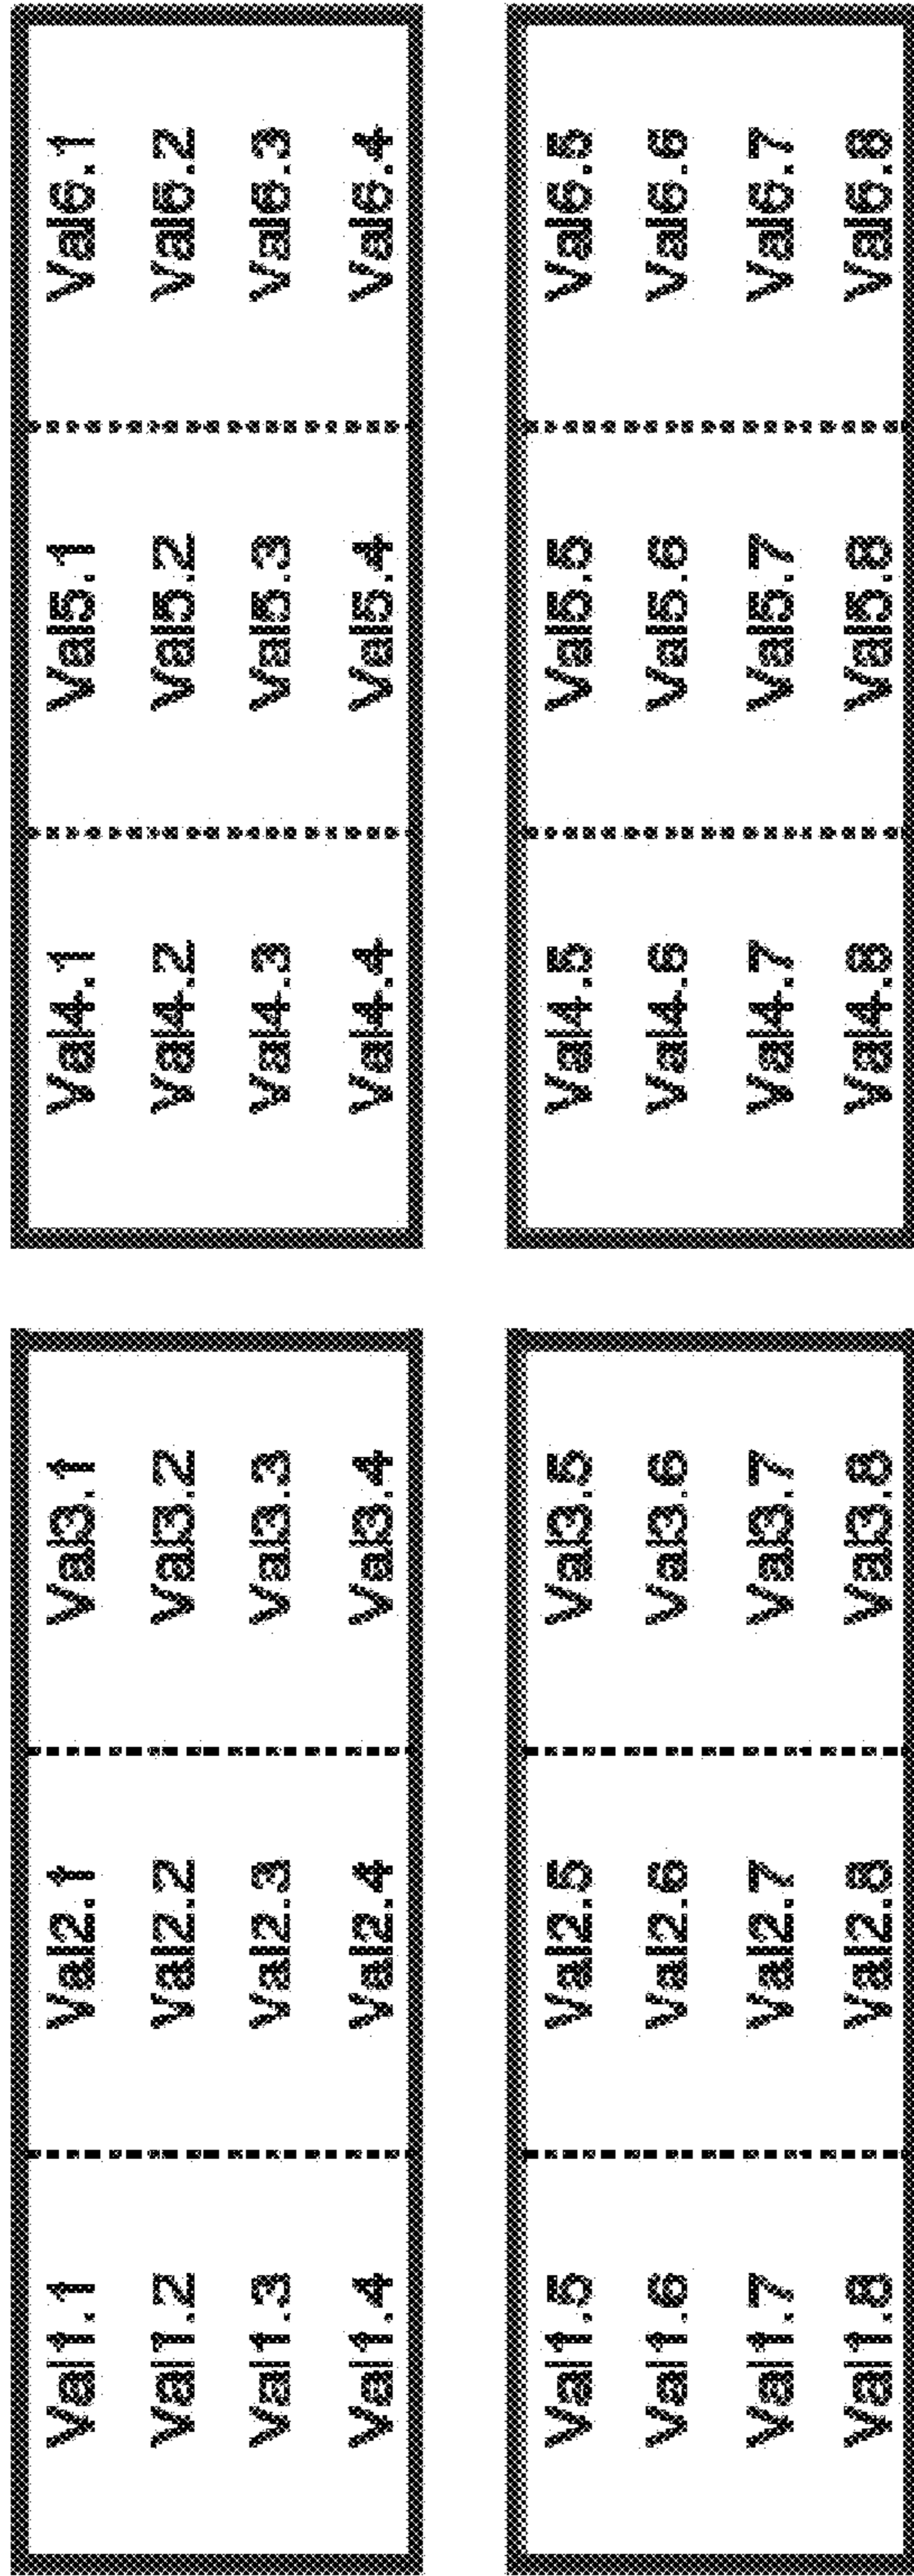 Val1.1 Val2.1 Val3.1 Val4.1 Val5.1 Val6.1
Val1.2 Val2.2 Val3.2 Val4.2 Val5.2 Val6.2
Val1.3 Val2.3 Val3.3 Val4.3 Val5.3 Val6.3
Val1.4 Val2.4 Val3.4 Val4.4 Val5.4 Val6.4
Val1.5 Val2.5 Val3.5 Val4.5 Val5.5 Val6.5
Val1.6 Val2.6 Val3.6 Val4.6 Val5.6 Val6.6
Val1.7 Val2.7 Val3.7 Val4.7 Val5.7 Val6.7
Val1.8 Val2.8 Val3.8 Val4.8 Val5.8 Val6.8